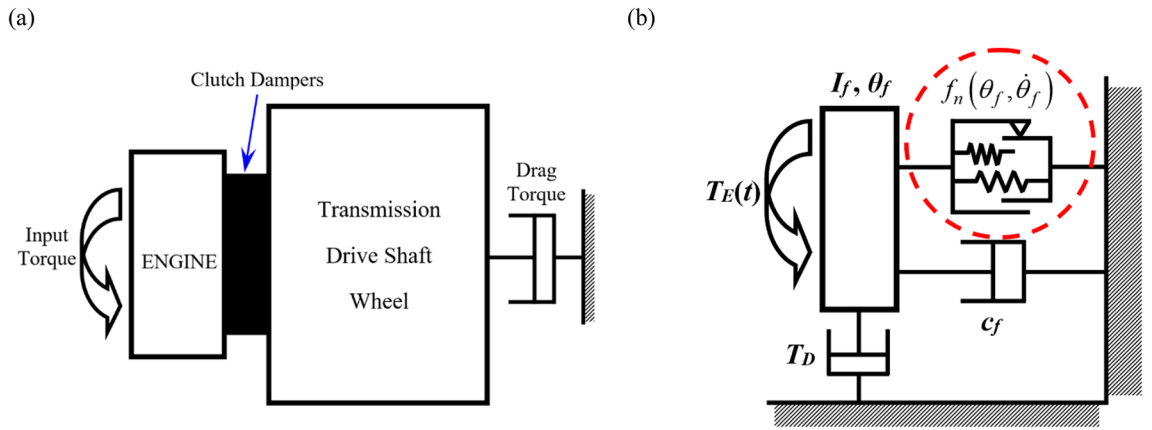 (a)
Clutch Dampers
Input
Torque
ENGINE
Transmission
Drive Shaft
Wheel
Drag
Torque
(b)
I_f, θ_f
f_n(θ_f, θ̇_f)
T_E(t)
c_f
T_D